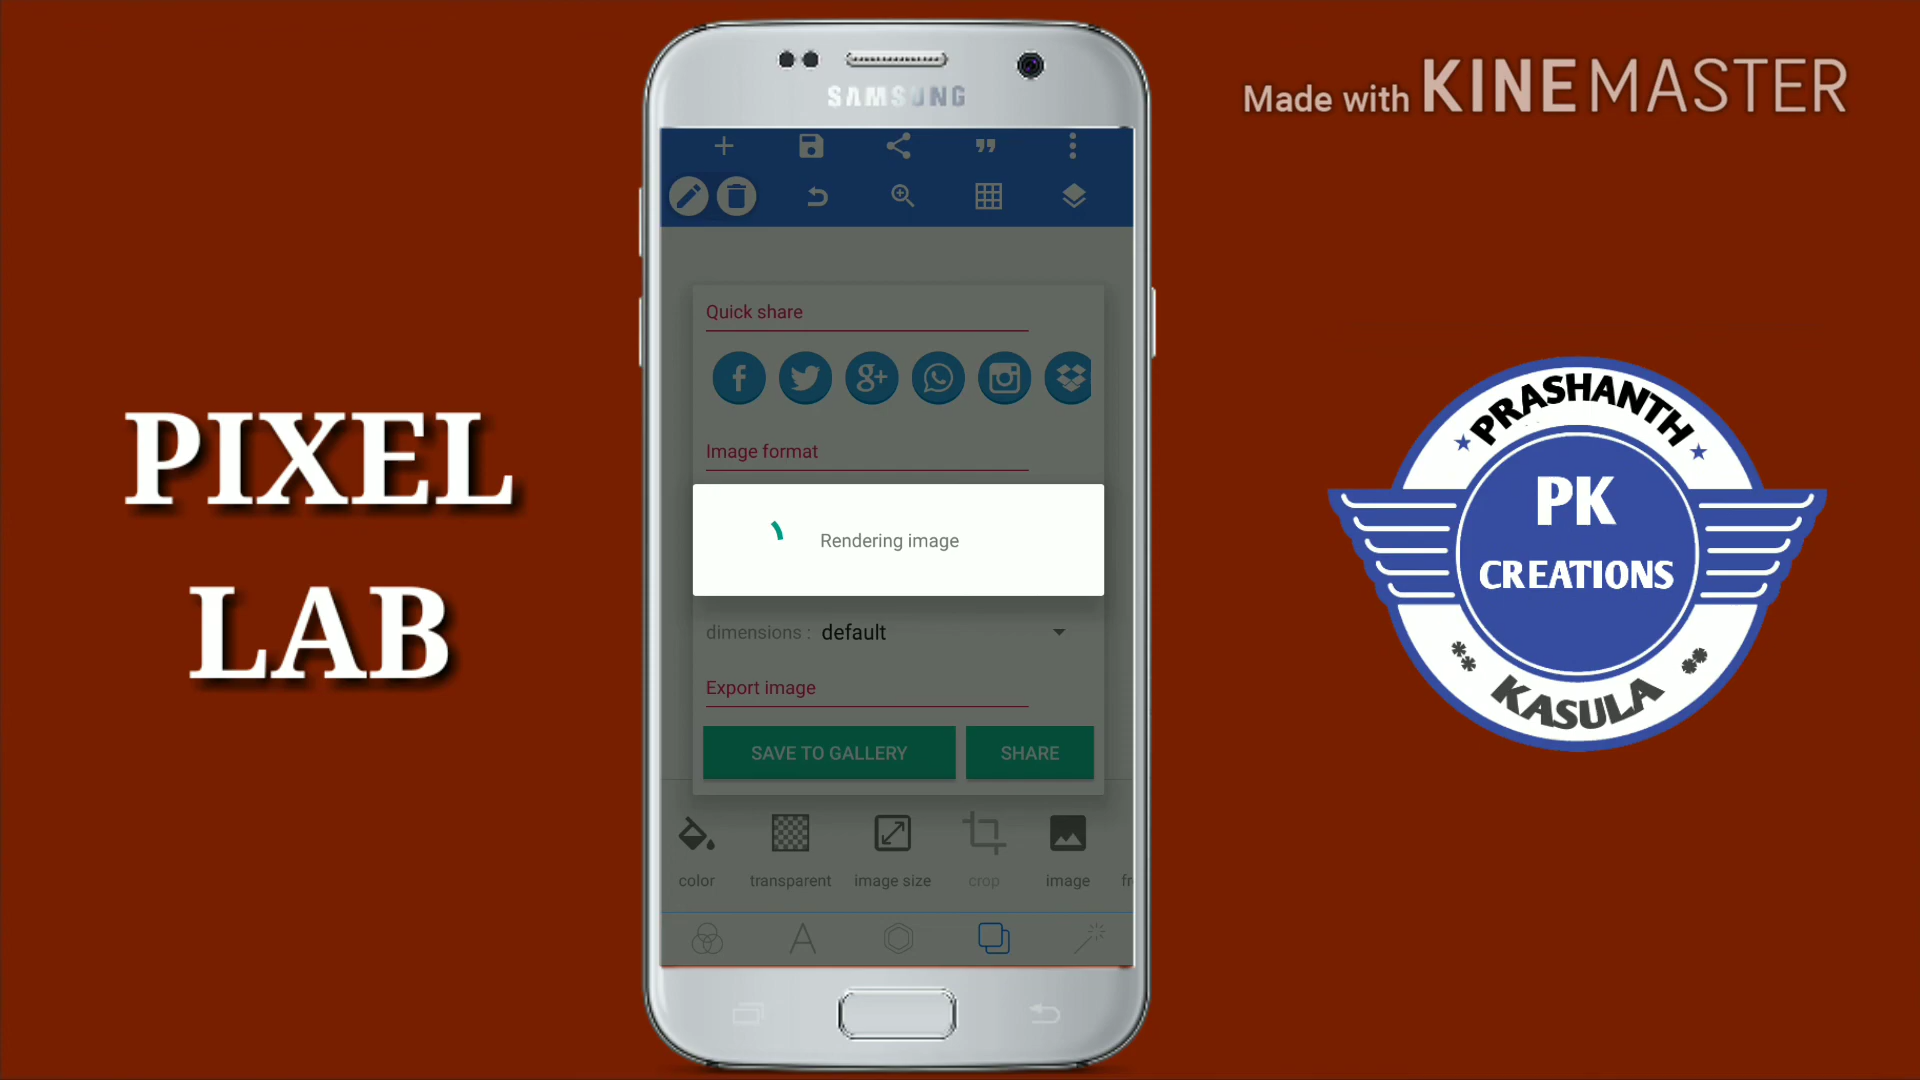 Made with KINEMASTER
SAMSUNG
Quick share
Image format
Rendering image
dimensions : default
Export image
SAVE TO GALLERY
SHARE
color
transparent
image size
crop
image
fr
PIXEL
LAB
PRASHANTH
PK
CREATIONS
KASULA